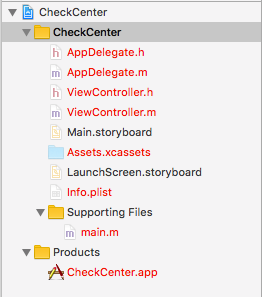 CheckCenter
CheckCenter
AppDelegate.h
AppDelegate.m
ViewController.h
ViewController.m
Main.storyboard
Assets.xcassets
LaunchScreen.storyboard
Info.plist
Supporting Files
main.m
Products
CheckCenter.app